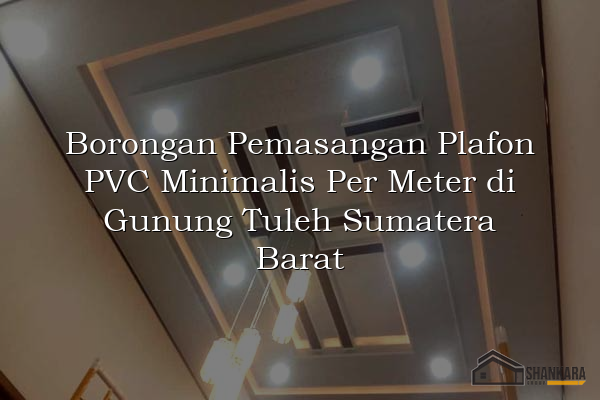 Borongan Pemasangan Plafon
PVC Minimalis Per Meter di
Gunung Tuleh Sumatera
Barat
SHANKARA